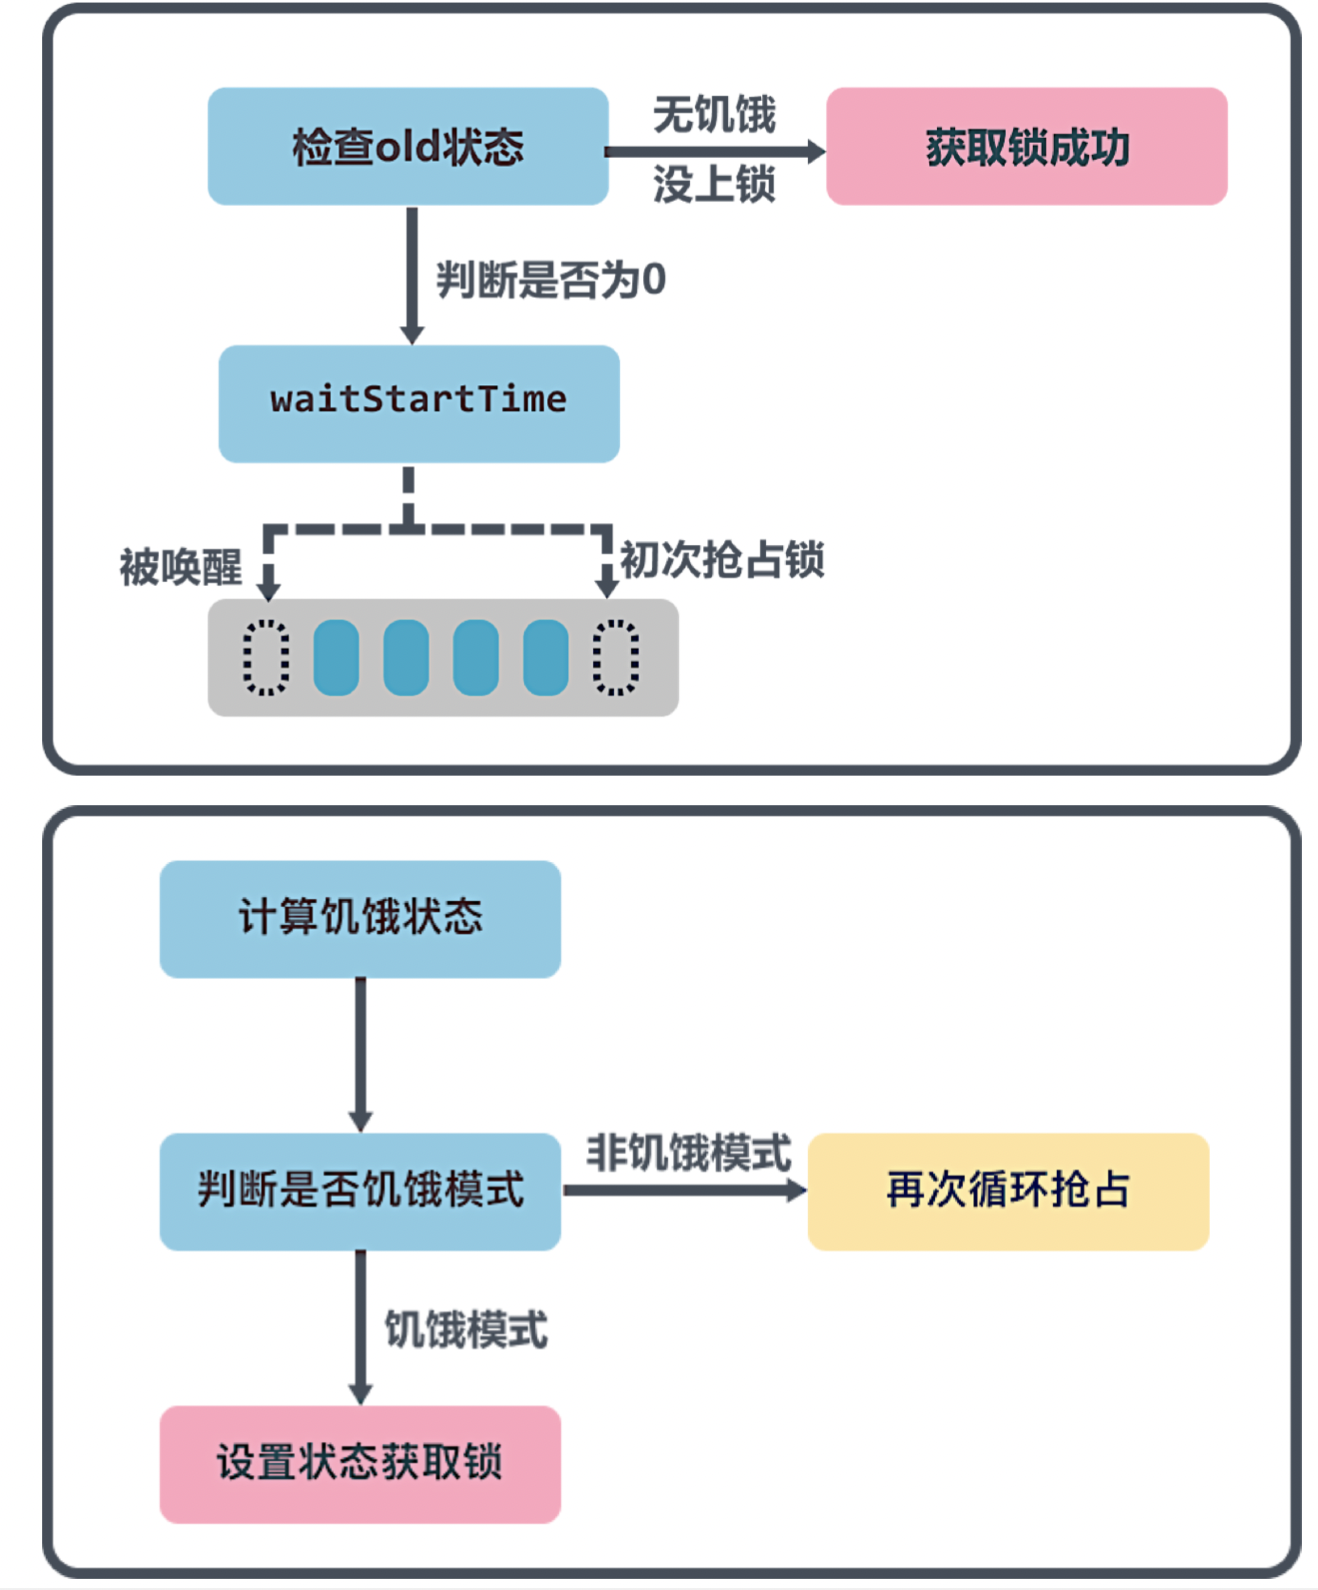 检查old状态
无饥饿
没上锁
获取锁成功
判断是否为0
waitStartTime
被唤醒
初次抢占锁
计算饥饿状态
判断是否饥饿模式
非饥饿模式
再次循环抢占
饥饿模式
设置状态获取锁